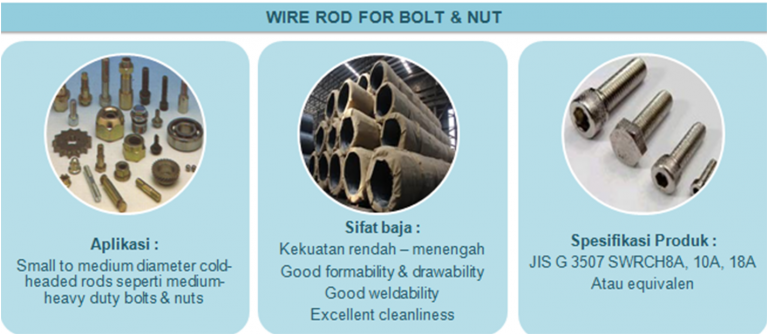 WIRE ROD FOR BOLT & NUT
Aplikasi :
Small to medium diameter cold-
headed rods seperti medium-
heavy duty bolts & nuts
Sifat baja :
Kekuatan rendah – menengah
Good formability & drawability
Good weldability
Excellent cleanliness
Spesifikasi Produk :
JIS G 3507 SWRCH8A, 10A, 18A
Atau equivalen